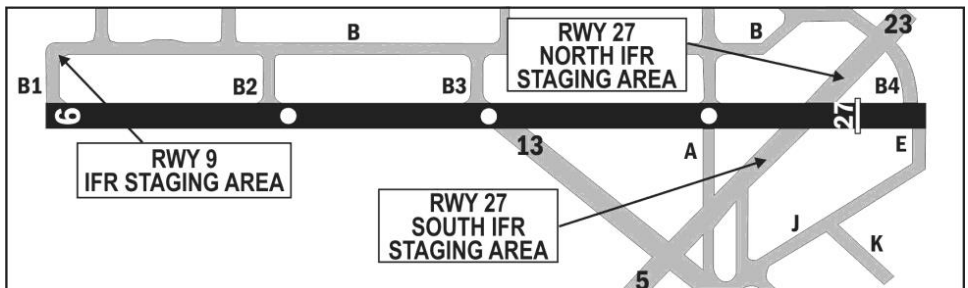 B
RWY 27
NORTH IFR
STAGING AREA
B
23
B1
B2
B3
B4
9
27
RWY 9
IFR STAGING AREA
13
A
E
RWY 27
SOUTH IFR
STAGING AREA
J
K
5